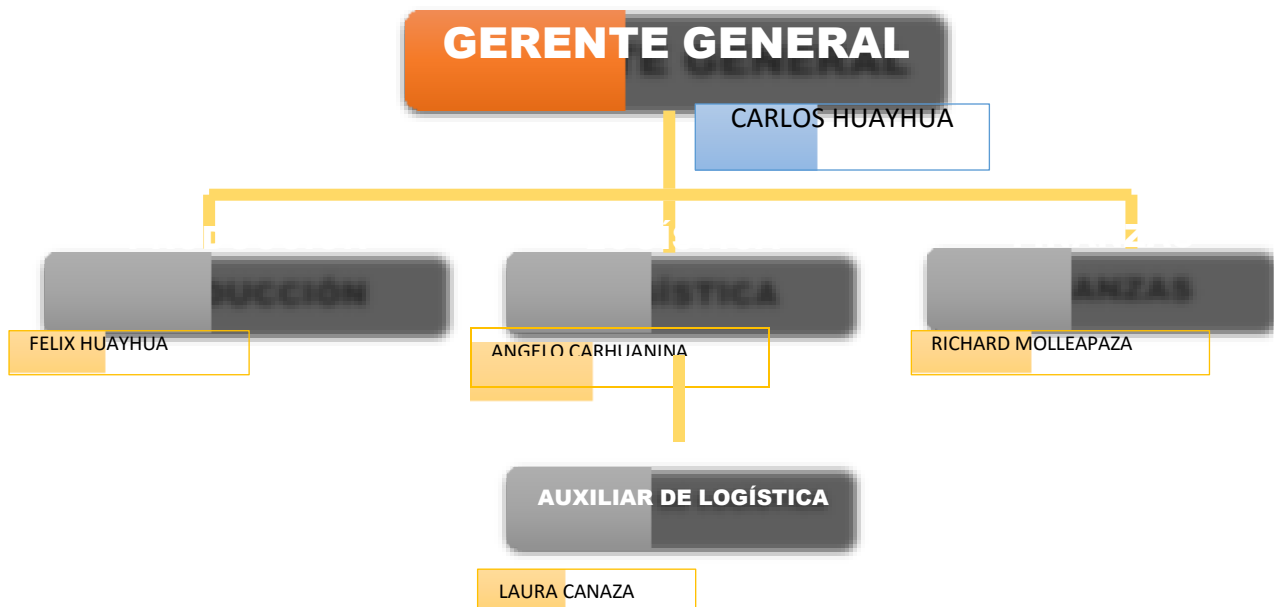 GERENTE GENERAL
CARLOS HUAYHUA
FELIX HUAYHUA
ANGELO CARHUANINA
RICHARD MOLLEAPAZA
AUXILIAR DE LOGÍSTICA
LAURA CANAZA